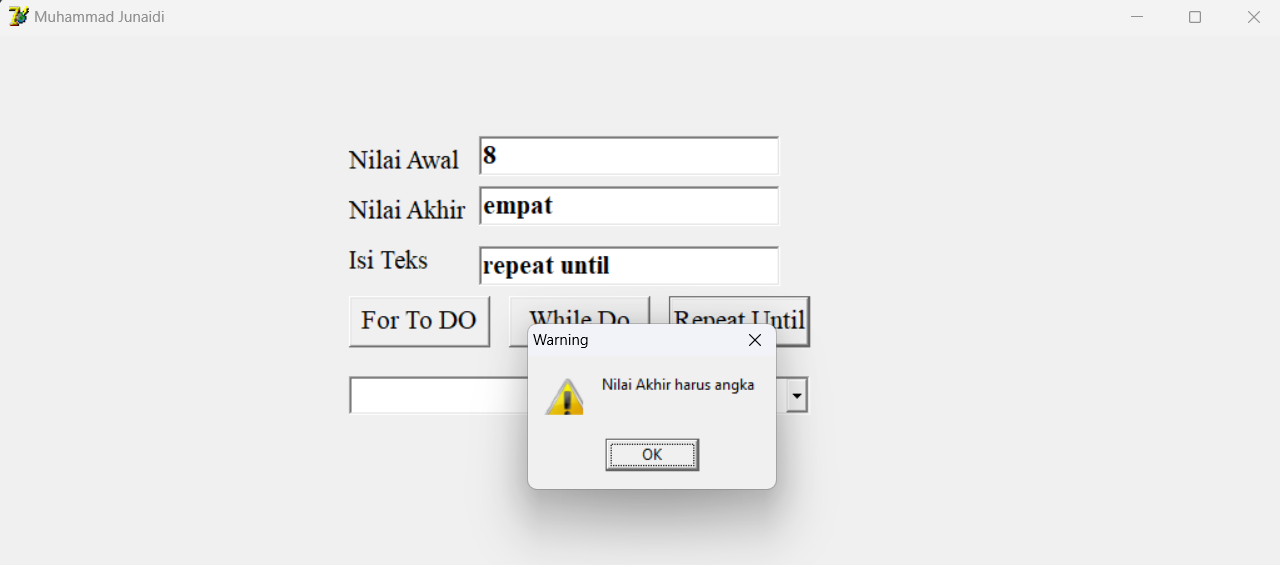 Muhammad Junaidi
Nilai Awal 8
Nilai Akhir empat
Isi Teks repeat until
For To DO While Do Repeat Until
Warning
Nilai Akhir harus angka
OK